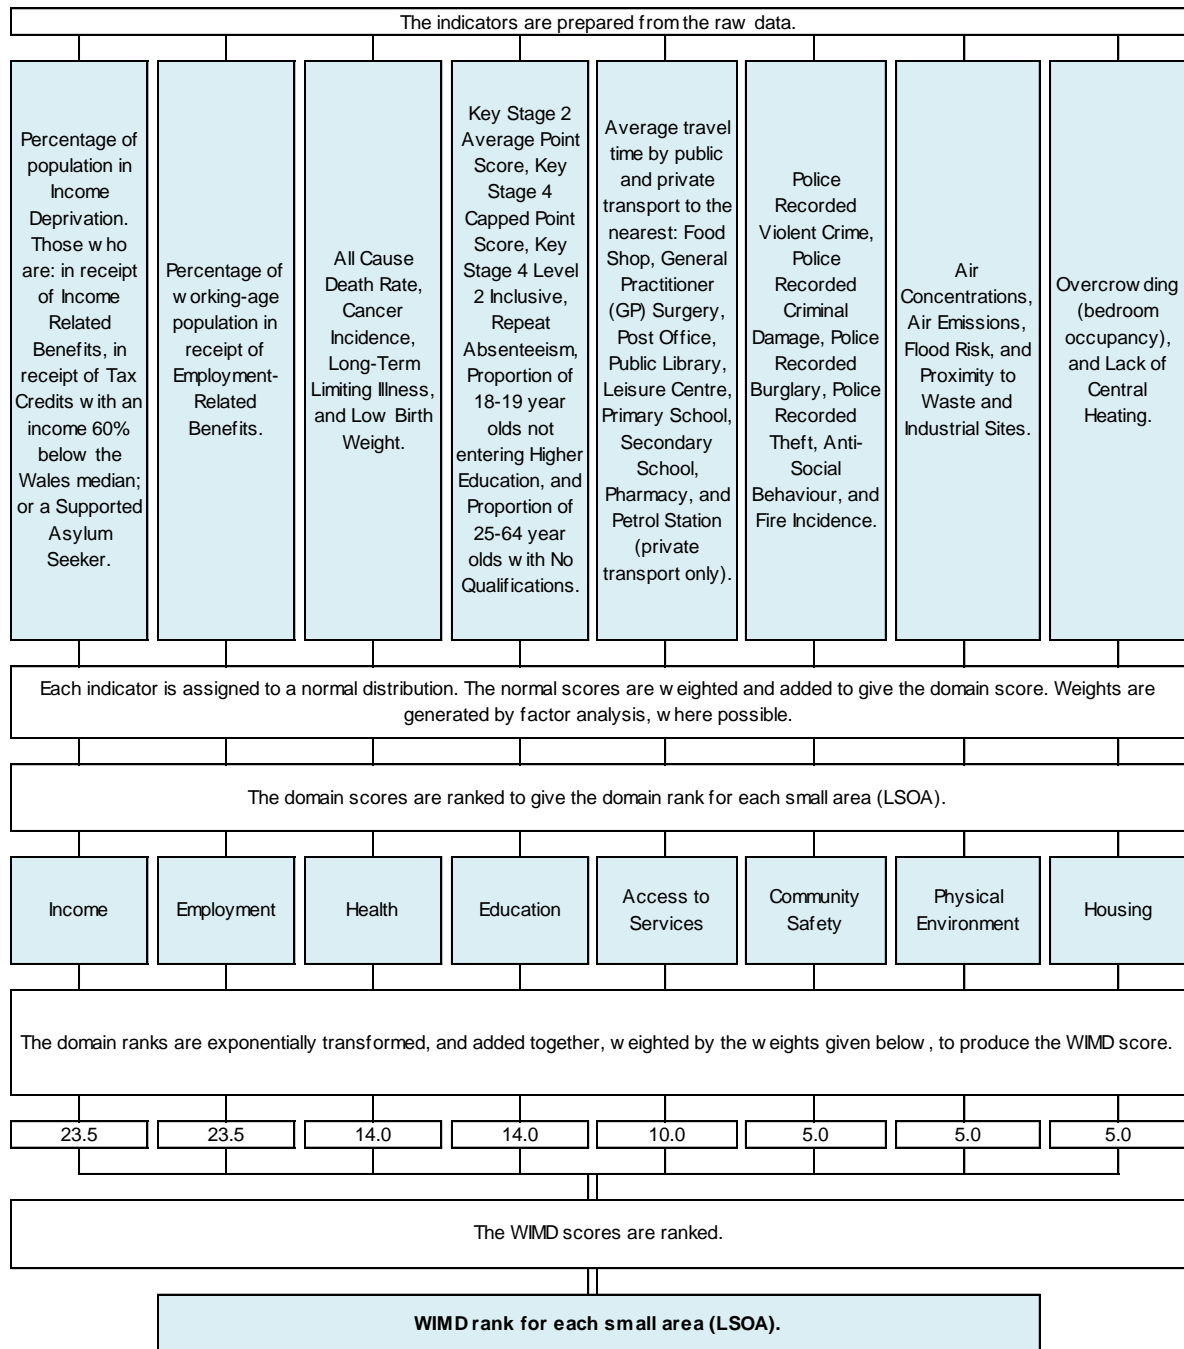 The indicators are prepared from the raw data.
Percentage of
population in
Income
Deprivation.
Those who
are: in receipt
of Income
Related
Benefits, in
receipt of Tax
Credits with an
income 60%
below the
Wales median;
or a Supported
Asylum
Seeker.
Percentage of
working-age
population in
receipt of
Employment-
Related
Benefits.
All Cause
Death Rate,
Cancer
Incidence,
Long-Term
Limiting Illness,
and Low Birth
Weight.
Key Stage 2
Average Point
Score, Key
Stage 4
Capped Point
Score, Key
Stage 4 Level
2 Inclusive,
Repeat
Absenteeism,
Proportion of
18-19 year
olds not
entering Higher
Education, and
Proportion of
25-64 year
olds with No
Qualifications.
Average travel
time by public
and private
transport to the
nearest: Food
Shop, General
Practitioner
(GP) Surgery,
Post Office,
Public Library,
Leisure Centre,
Primary School,
Secondary
School,
Pharmacy, and
Petrol Station
(private
transport only).
Police
Recorded
Violent Crime,
Police
Recorded
Criminal
Damage, Police
Recorded
Burglary, Police
Recorded
Theft, Anti-
Social
Behaviour, and
Fire Incidence.
Air
Concentrations,
Air Emissions,
Flood Risk, and
Proximity to
Waste and
Industrial Sites.
Overcrowding
(bedroom
occupancy),
and Lack of
Central
Heating.
Each indicator is assigned to a normal distribution. The normal scores are weighted and added to give the domain score. Weights are
generated by factor analysis, where possible.
The domain scores are ranked to give the domain rank for each small area (LSOA).
Income
Employment
Health
Education
Access to
Services
Community
Safety
Physical
Environment
Housing
The domain ranks are exponentially transformed, and added together, weighted by the weights given below, to produce the WIMD score.
23.5
23.5
14.0
14.0
10.0
5.0
5.0
5.0
The WIMD scores are ranked.
WIMD rank for each small area (LSOA).